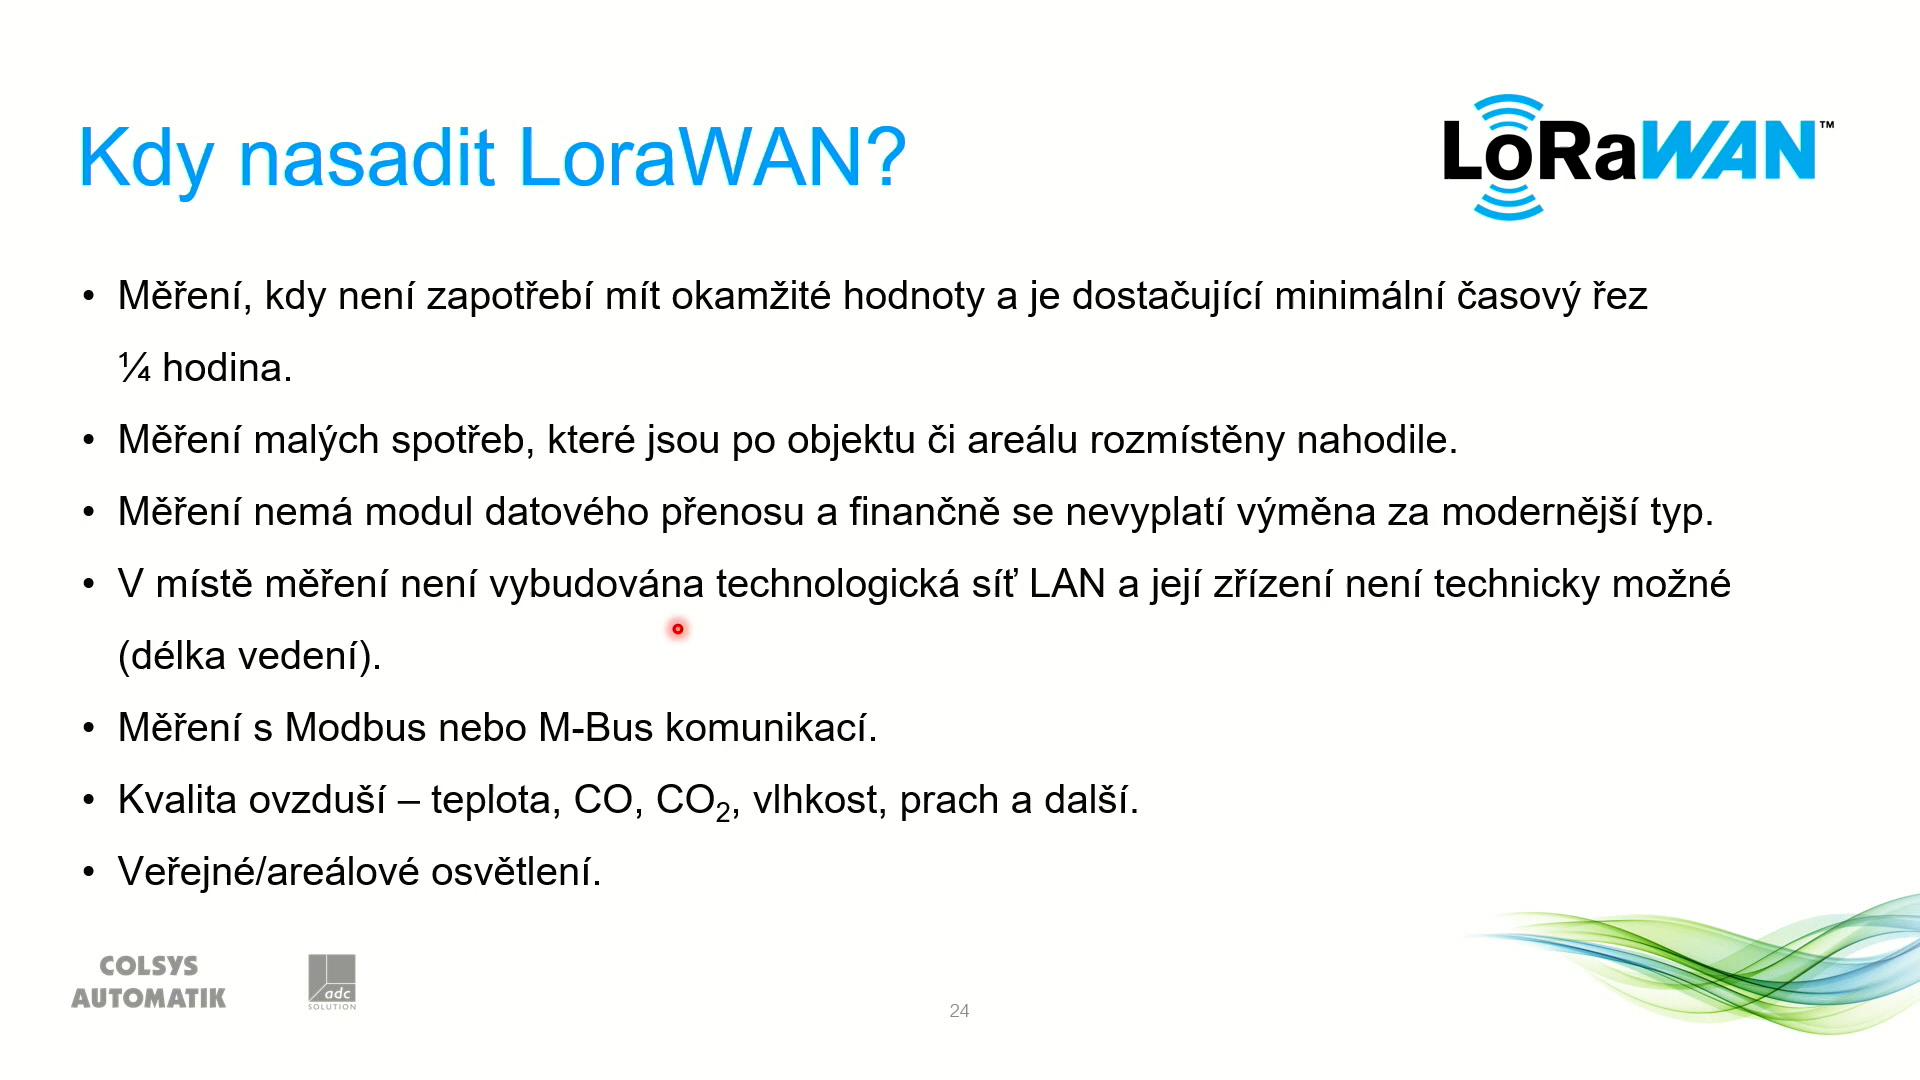 Kdy nasadit LoraWAN?
LoRaWAN™
• Měření, kdy není zapotřebí mít okamžité hodnoty a je dostačující minimální časový řez
¼ hodina.
• Měření malých spotřeb, které jsou po objektu či areálu rozmístěny nahodile.
• Měření nemá modul datového přenosu a finančně se nevyplatí výměna za modernější typ.
• V místě měření není vybudována technologická síť LAN a její zřízení není technicky možné
(délka vedení).
• Měření s Modbus nebo M-Bus komunikací.
• Kvalita ovzduší – teplota, CO, CO₂, vlhkost, prach a další.
• Veřejné/areálové osvětlení.
COLSYS
AUTOMATIK
adc
SOLUTION
24